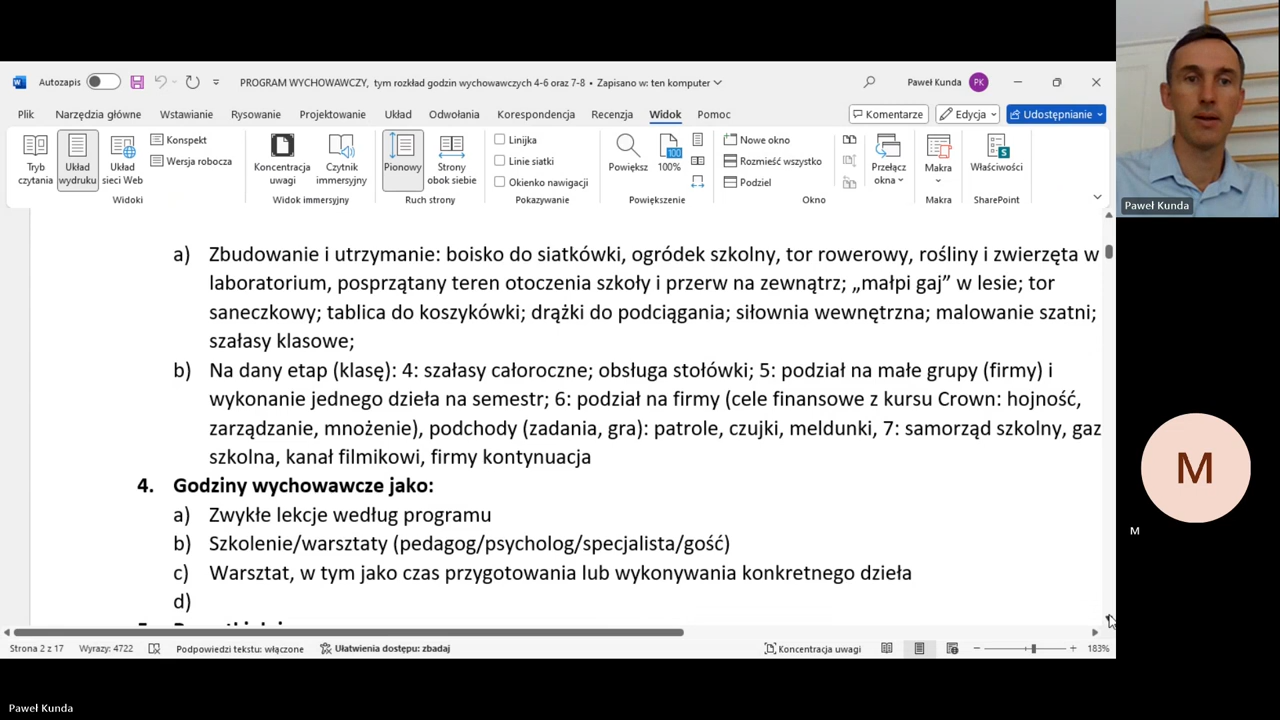 Autozapis
PROGRAM WYCHOWAWCZY, tym rozkład godzin wychowawczych 4-6 oraz 7-8 • Zapisano w: ten komputer
Paweł Kunda PK
Plik Narzędzia główne Wstawianie Rysowanie Projektowanie Układ Odwołania Korespondencja Recenzja Widok Pomoc Komentarze Edycja Udostępnianie
Tryb czytania
Układ wydruku
Układ sieci Web
Konspekt
Wersja robocza
Widoki
Koncentracja uwagi
Czytnik immersyjny
Widok immersyjny
Pionowy
Strony obok siebie
Ruch strony
Linijka
Linie siatki
Okienko nawigacji
Pokazywanie
Powiększ
100
100%
Powiększenie
Nowe okno
Rozmieść wszystko
Podziel
Przełącz okna
Okno
Makra
Makra
Właściwości
SharePoint
a) Zbudowanie i utrzymanie: boisko do siatkówki, ogródek szkolny, tor rowerowy, rośliny i zwierzęta w
laboratorium, posprzątany teren otoczenia szkoły i przerw na zewnątrz; „małpi gaj” w lesie; tor
saneczkowy; tablica do koszykówki; drążki do podciągania; siłownia wewnętrzna; malowanie szatni;
szałasy klasowe;
b) Na dany etap (klasę): 4: szałasy całoroczne; obsługa stołówki; 5: podział na małe grupy (firmy) i
wykonanie jednego dzieła na semestr; 6: podział na firmy (cele finansowe z kursu Crown: hojność,
zarządzanie, mnożenie), podchody (zadania, gra): patrole, czujki, meldunki, 7: samorząd szkolny, gaz
szkolna, kanał filmikowi, firmy kontynuacja
4. Godziny wychowawcze jako:
a) Zwykłe lekcje według programu
b) Szkolenie/warsztaty (pedagog/psycholog/specjalista/gość)
c) Warsztat, w tym jako czas przygotowania lub wykonywania konkretnego dzieła
d)
Strona 2 z 17 Wyrazy: 4722 Podpowiedzi tekstu: włączone Ułatwienia dostępu: zbadaj Koncentracja uwagi 183%
Paweł Kunda
M
M
Paweł Kunda